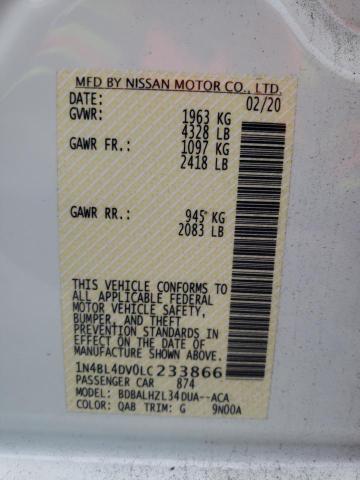 MFD BY NISSAN MOTOR CO., LTD.
DATE: 02/20
GVWR: 1963 KG
4328 LB
GAWR FR.: 1097 KG
2418 LB
GAWR RR.: 945 KG
2083 LB
THIS VEHICLE CONFORMS TO
ALL APPLICABLE FEDERAL
MOTOR VEHICLE SAFETY,
BUMPER, AND THEFT
PREVENTION STANDARDS IN
EFFECT ON THE DATE OF
MANUFACTURE SHOWN ABOVE.
1N4BL4DV0LC233866
PASSENGER CAR 874
MODEL: BDBALHZL34DUA--ACA
COLOR: QAB TRIM: G 9N00A